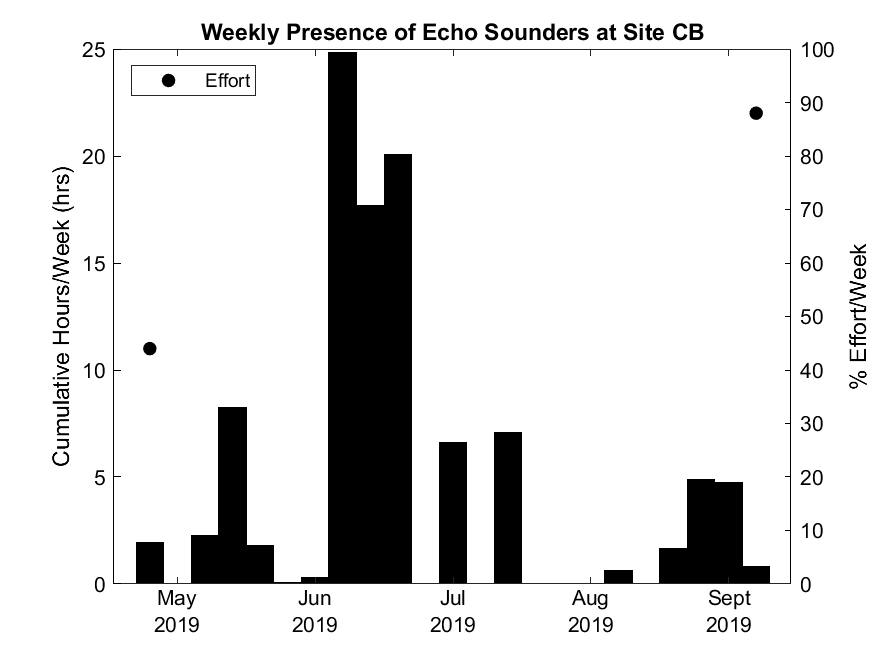 Weekly Presence of Echo Sounders at Site CB
Effort
Cumulative Hours/Week (hrs)
25
20
15
10
5
0
100
90
80
70
60
50
40
30
20
10
0
% Effort/Week
May Jun Jul Aug Sept
2019 2019 2019 2019 2019